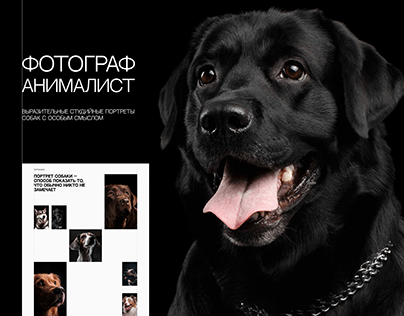 ФОТОГРАФ
АНИМАЛИСТ
ВЫРАЗИТЕЛЬНЫЕ СТУДИЙНЫЕ ПОРТРЕТЫ
СОБАК С ОСОБЫМ СМЫСЛОМ
ПОРТРЕТ СОБАКИ —
СПОСОБ ПОКАЗАТЬ ТО,
ЧТО ОБЫЧНО НИКТО НЕ
ЗАМЕЧАЕТ